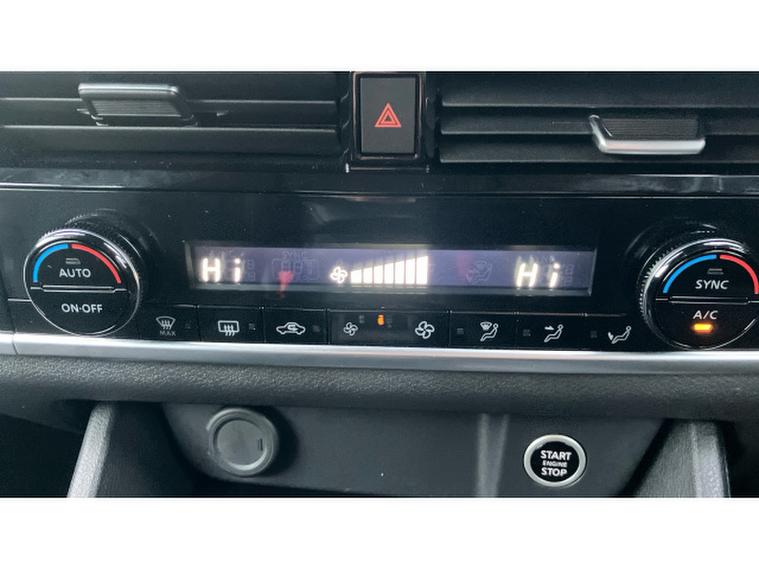 Hi
Hi
AUTO
ON·OFF
MAX
SYNC
A/C
START
ENGINE
STOP